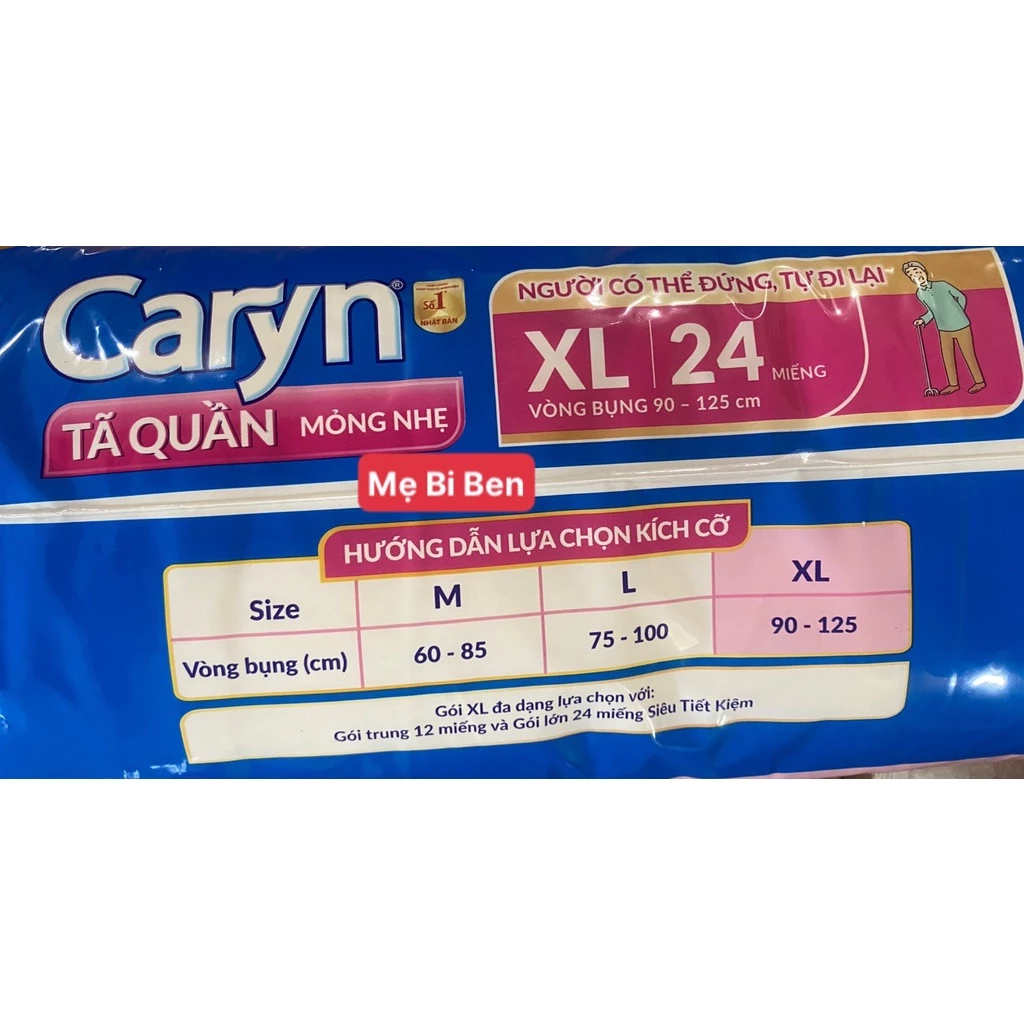 Caryn®
Số 1
NHẬT BẢN
TÃ QUẦN MỎNG NHẸ
NGƯỜI CÓ THỂ ĐỨNG, TỰ ĐI LẠI
XL 24 MIẾNG
VÒNG BỤNG 90 – 125 cm
Mẹ Bi Ben
HƯỚNG DẪN LỰA CHỌN KÍCH CỠ
Size M L XL
Vòng bụng (cm) 60 - 85 75 - 100 90 - 125
Gói XL đa dạng lựa chọn với:
Gói trung 12 miếng và Gói lớn 24 miếng Siêu Tiết Kiệm